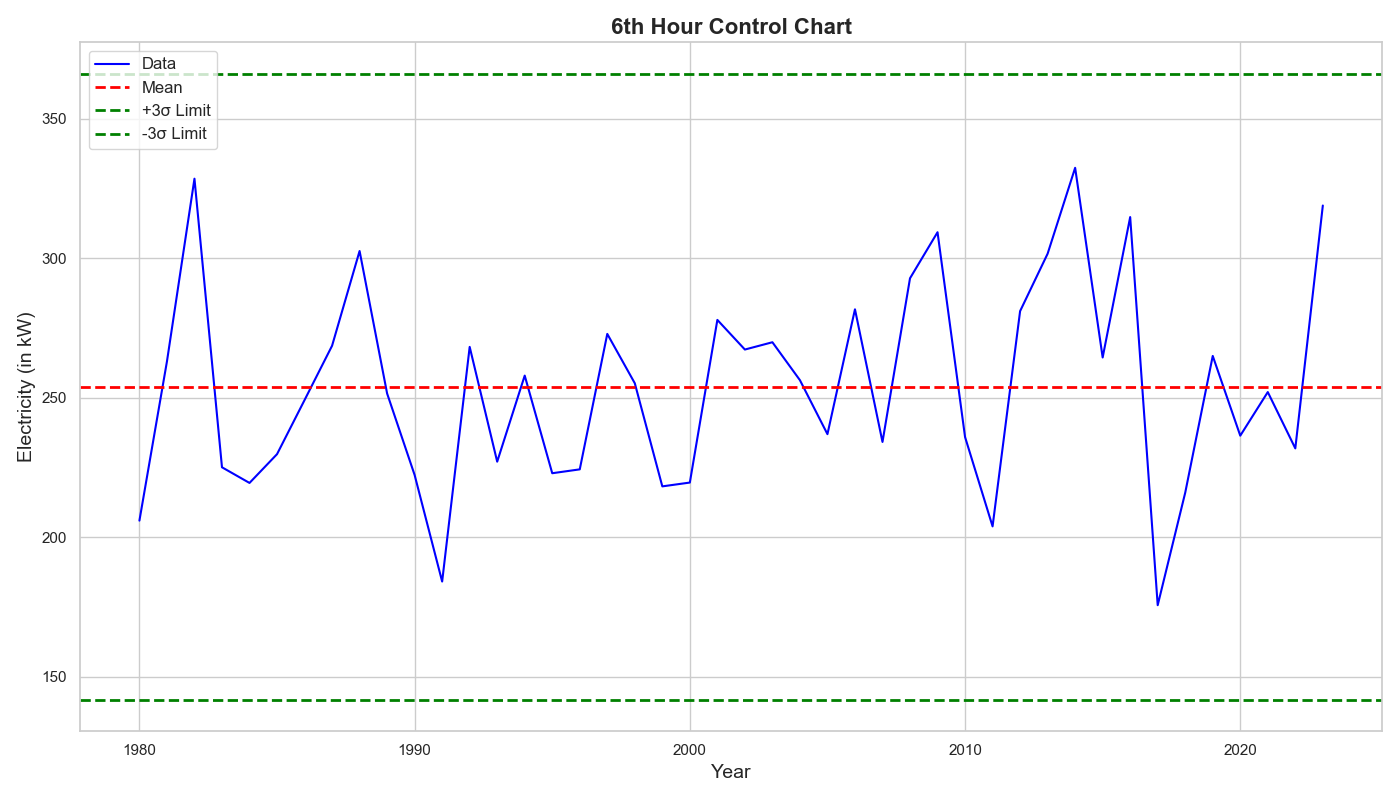 6th Hour Control Chart
Data
Mean
+3σ Limit
-3σ Limit
Electricity (in kW)
350
300
250
200
150
1980
1990
2000
2010
2020
Year